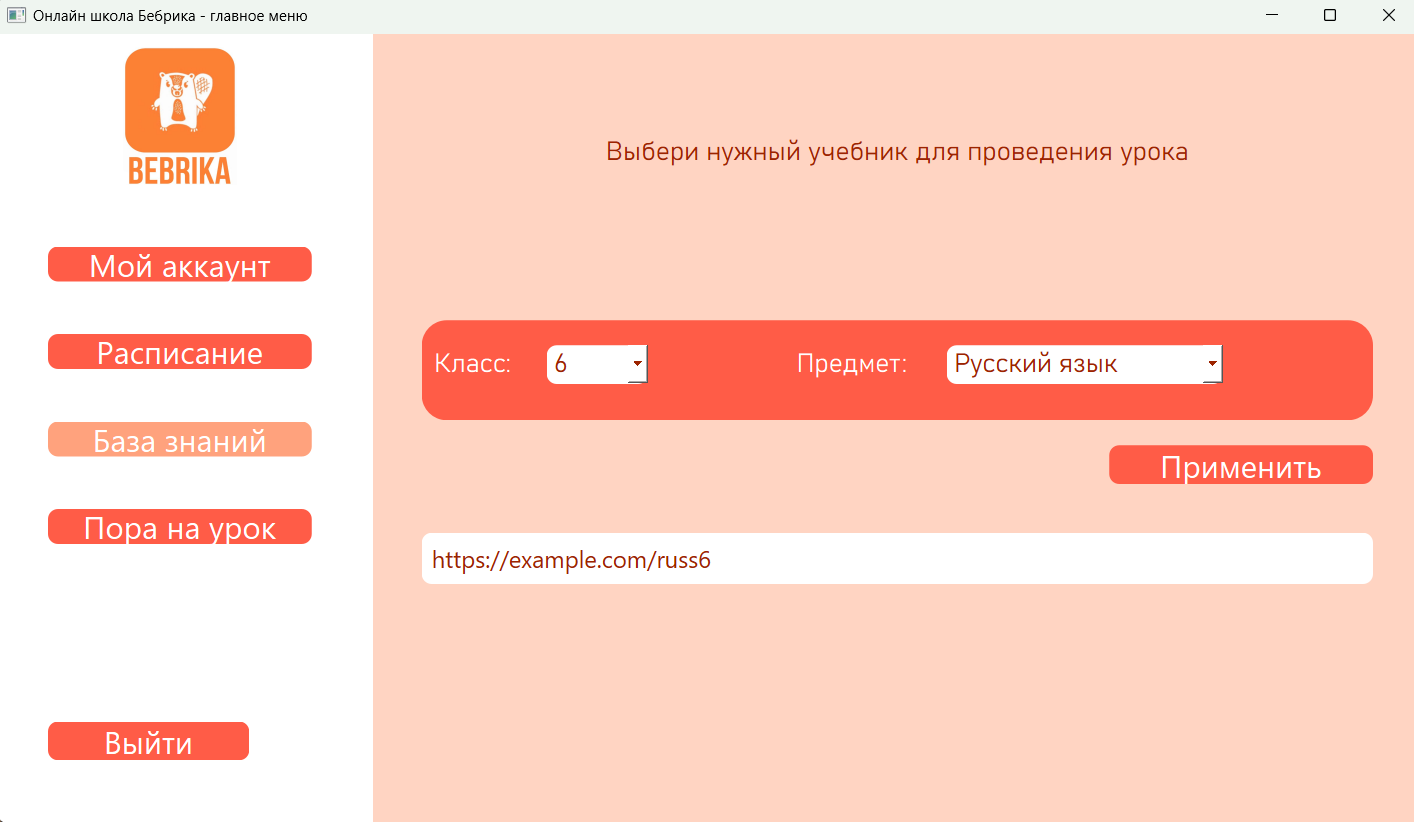 Онлайн школа Бебрика - главное меню
BEBRIKA
Мой аккаунт
Расписание
База знаний
Пора на урок
Выйти
Выбери нужный учебник для проведения урока
Класс: 6 Предмет: Русский язык
Применить
https://example.com/russ6